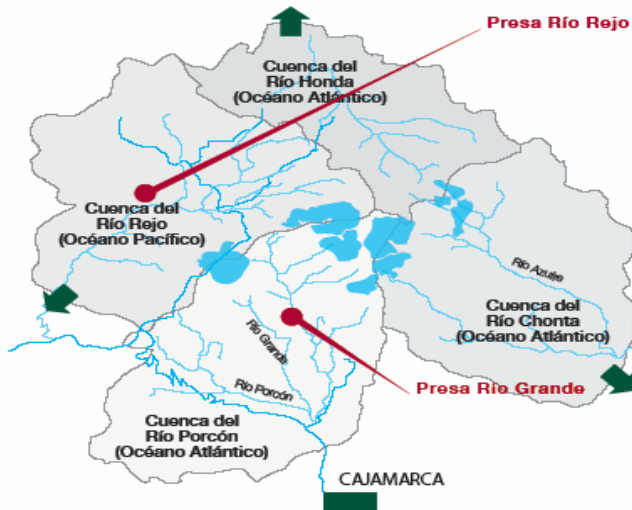 Presa Río Rejo
Cuenca del
Río Honda
(Océano Atlántico)
Cuenca del
Río Rejo
(Océano Pacífico)
Río Azufre
Cuenca del
Río Chonta
(Océano Atlántico)
Río Grande
Río Porcón
Presa Río Grande
Cuenca del
Río Porcón
(Océano Atlántico)
CAJAMARCA